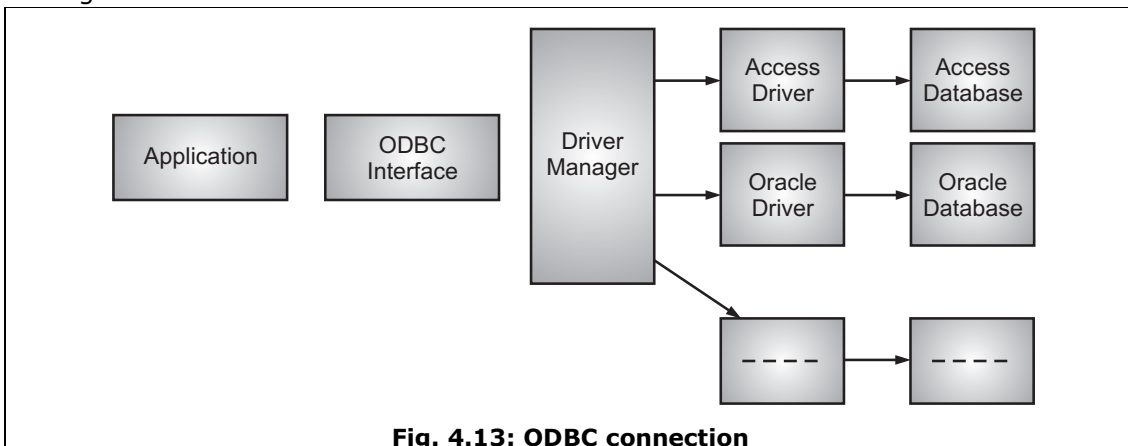 Application
ODBC
Interface
Driver
Manager
Access
Driver
Access
Database
Oracle
Driver
Oracle
Database
– – – –
– – – –
Fig. 4.13: ODBC connection